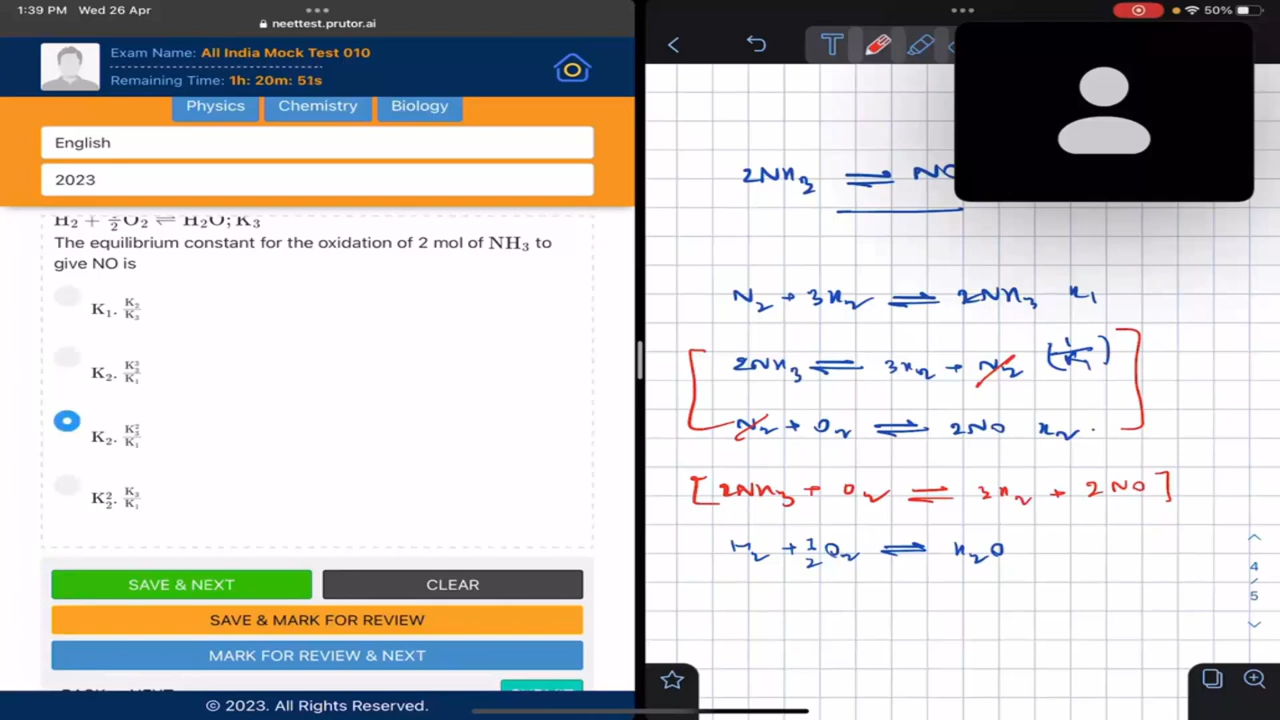 1:39 PM Wed 26 Apr
neettest.prutor.ai
50%
Exam Name: All India Mock Test 010
Remaining Time: 1h: 20m: 51s
Physics Chemistry Biology
English
2023
H₂ + ½O₂ ⇌ H₂O; K₃
The equilibrium constant for the oxidation of 2 mol of NH₃ to
give NO is
K₁. K₂/K₃
K₂. K₃³/K₁
K₂. K₃²/K₁
K₂². K₃/K₁
SAVE & NEXT
CLEAR
SAVE & MARK FOR REVIEW
MARK FOR REVIEW & NEXT
© 2023. All Rights Reserved.
T
2NH₃ ⇌ NO
N₂ + 3H₂ ⇌ 2NH₃ K₁
2NH₃ ⇌ 3H₂ + N₂ (1/K₁)
N₂ + O₂ ⇌ 2NO K₂.
[2NH₃ + O₂ ⇌ 3H₂ + 2NO]
H₂ + ½O₂ ⇌ H₂O
4
/
5